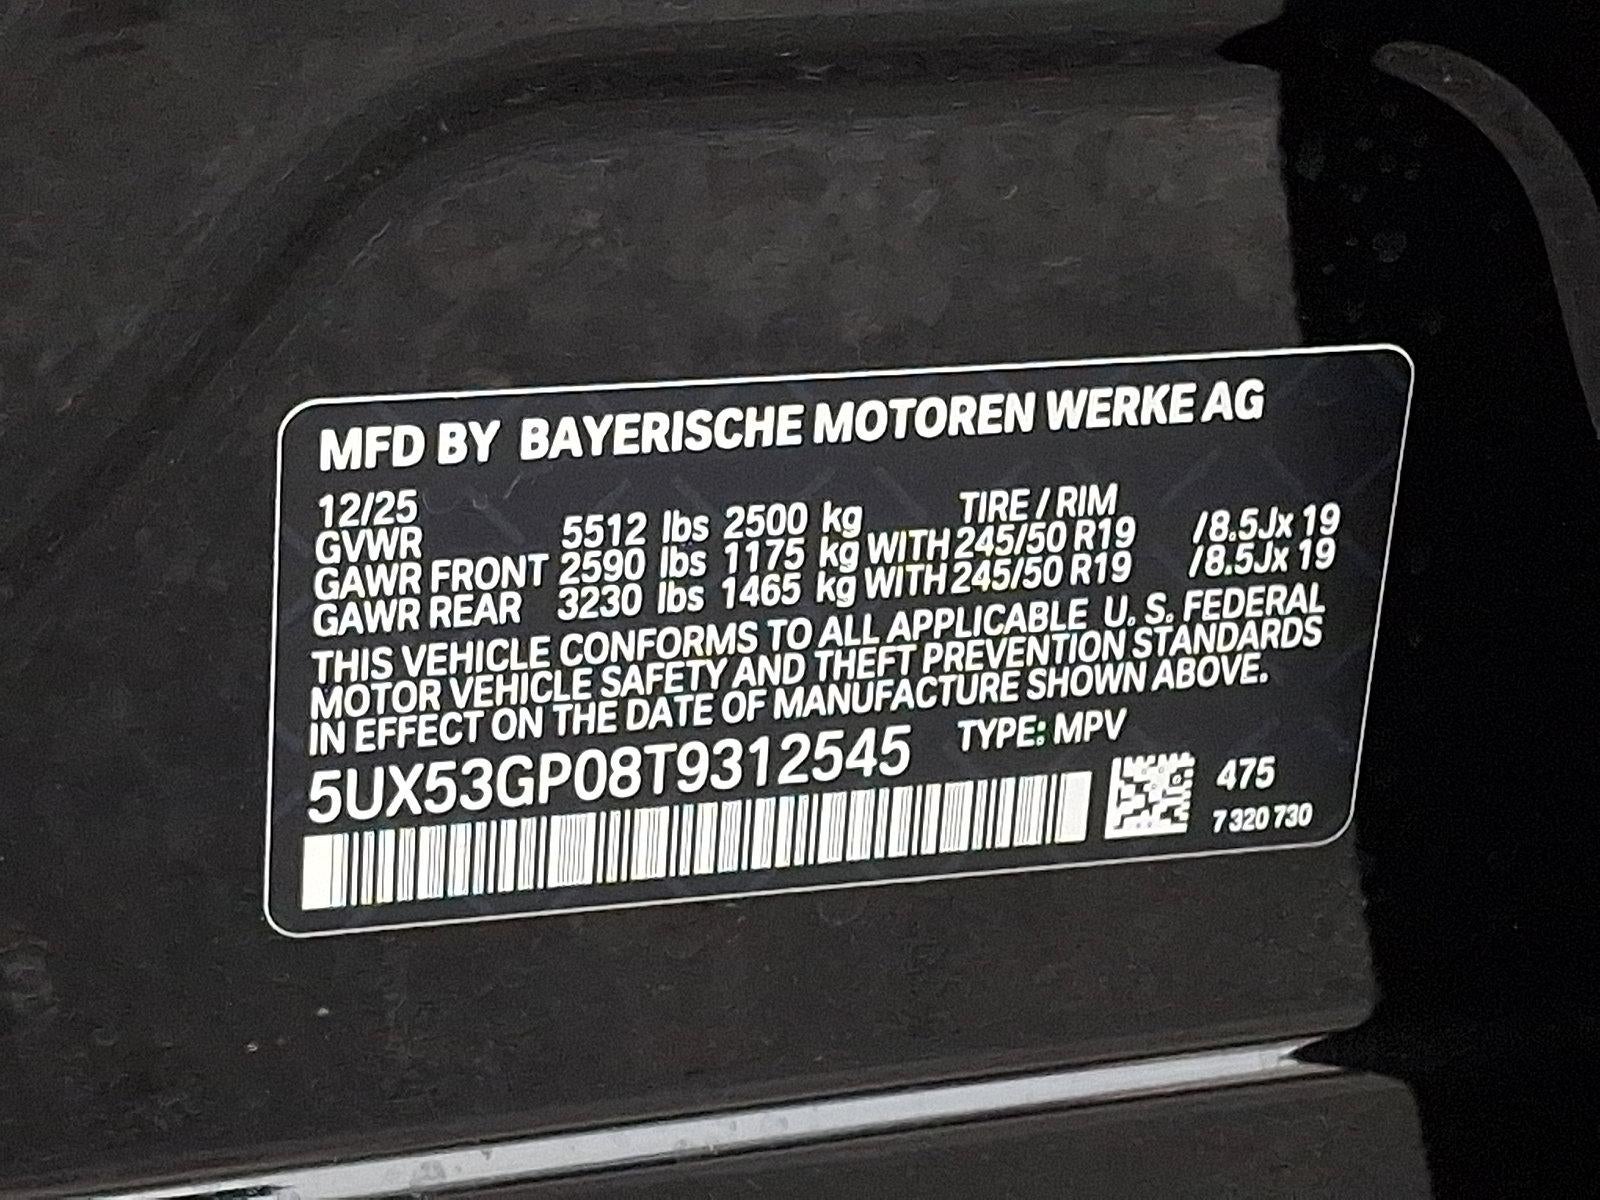 MFD BY BAYERISCHE MOTOREN WERKE AG
12/25 TIRE / RIM
GVWR 5512 lbs 2500 kg
GAWR FRONT 2590 lbs 1175 kg WITH 245/50 R19 /8.5Jx 19
GAWR REAR 3230 lbs 1465 kg WITH 245/50 R19 /8.5Jx 19
THIS VEHICLE CONFORMS TO ALL APPLICABLE U. S. FEDERAL
MOTOR VEHICLE SAFETY AND THEFT PREVENTION STANDARDS
IN EFFECT ON THE DATE OF MANUFACTURE SHOWN ABOVE.
5UX53GP08T9312545 TYPE: MPV
475
7 320 730